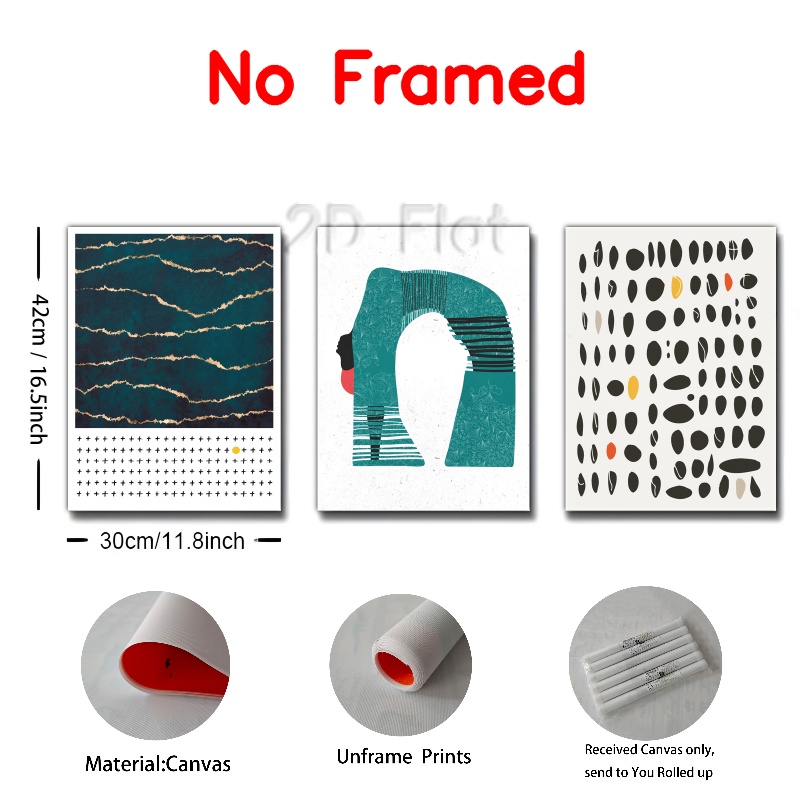 No Framed
2D Flat
42cm / 16.5inch
30cm/11.8inch
Material:Canvas
Unframe Prints
Received Canvas only,
send to You Rolled up